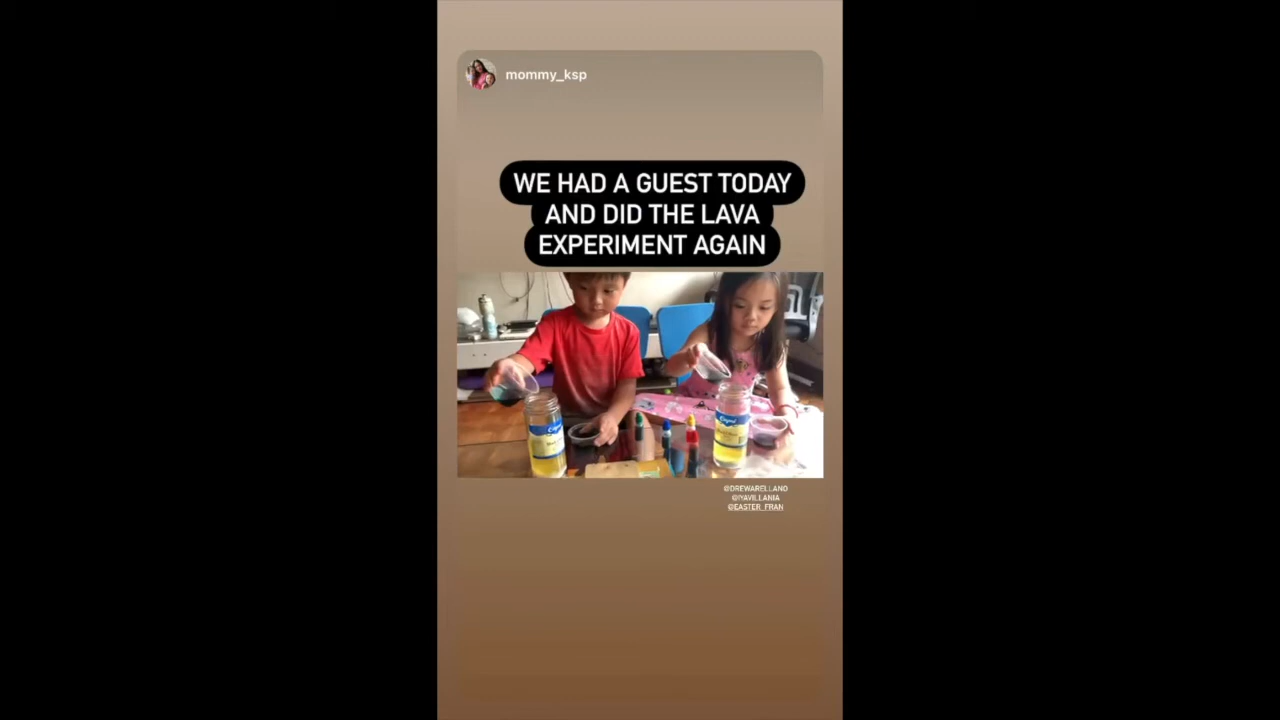 mommy_ksp
WE HAD A GUEST TODAY
AND DID THE LAVA
EXPERIMENT AGAIN
@DREWARELLANO
@IYAVILLANIA
@EASTER_FRAN